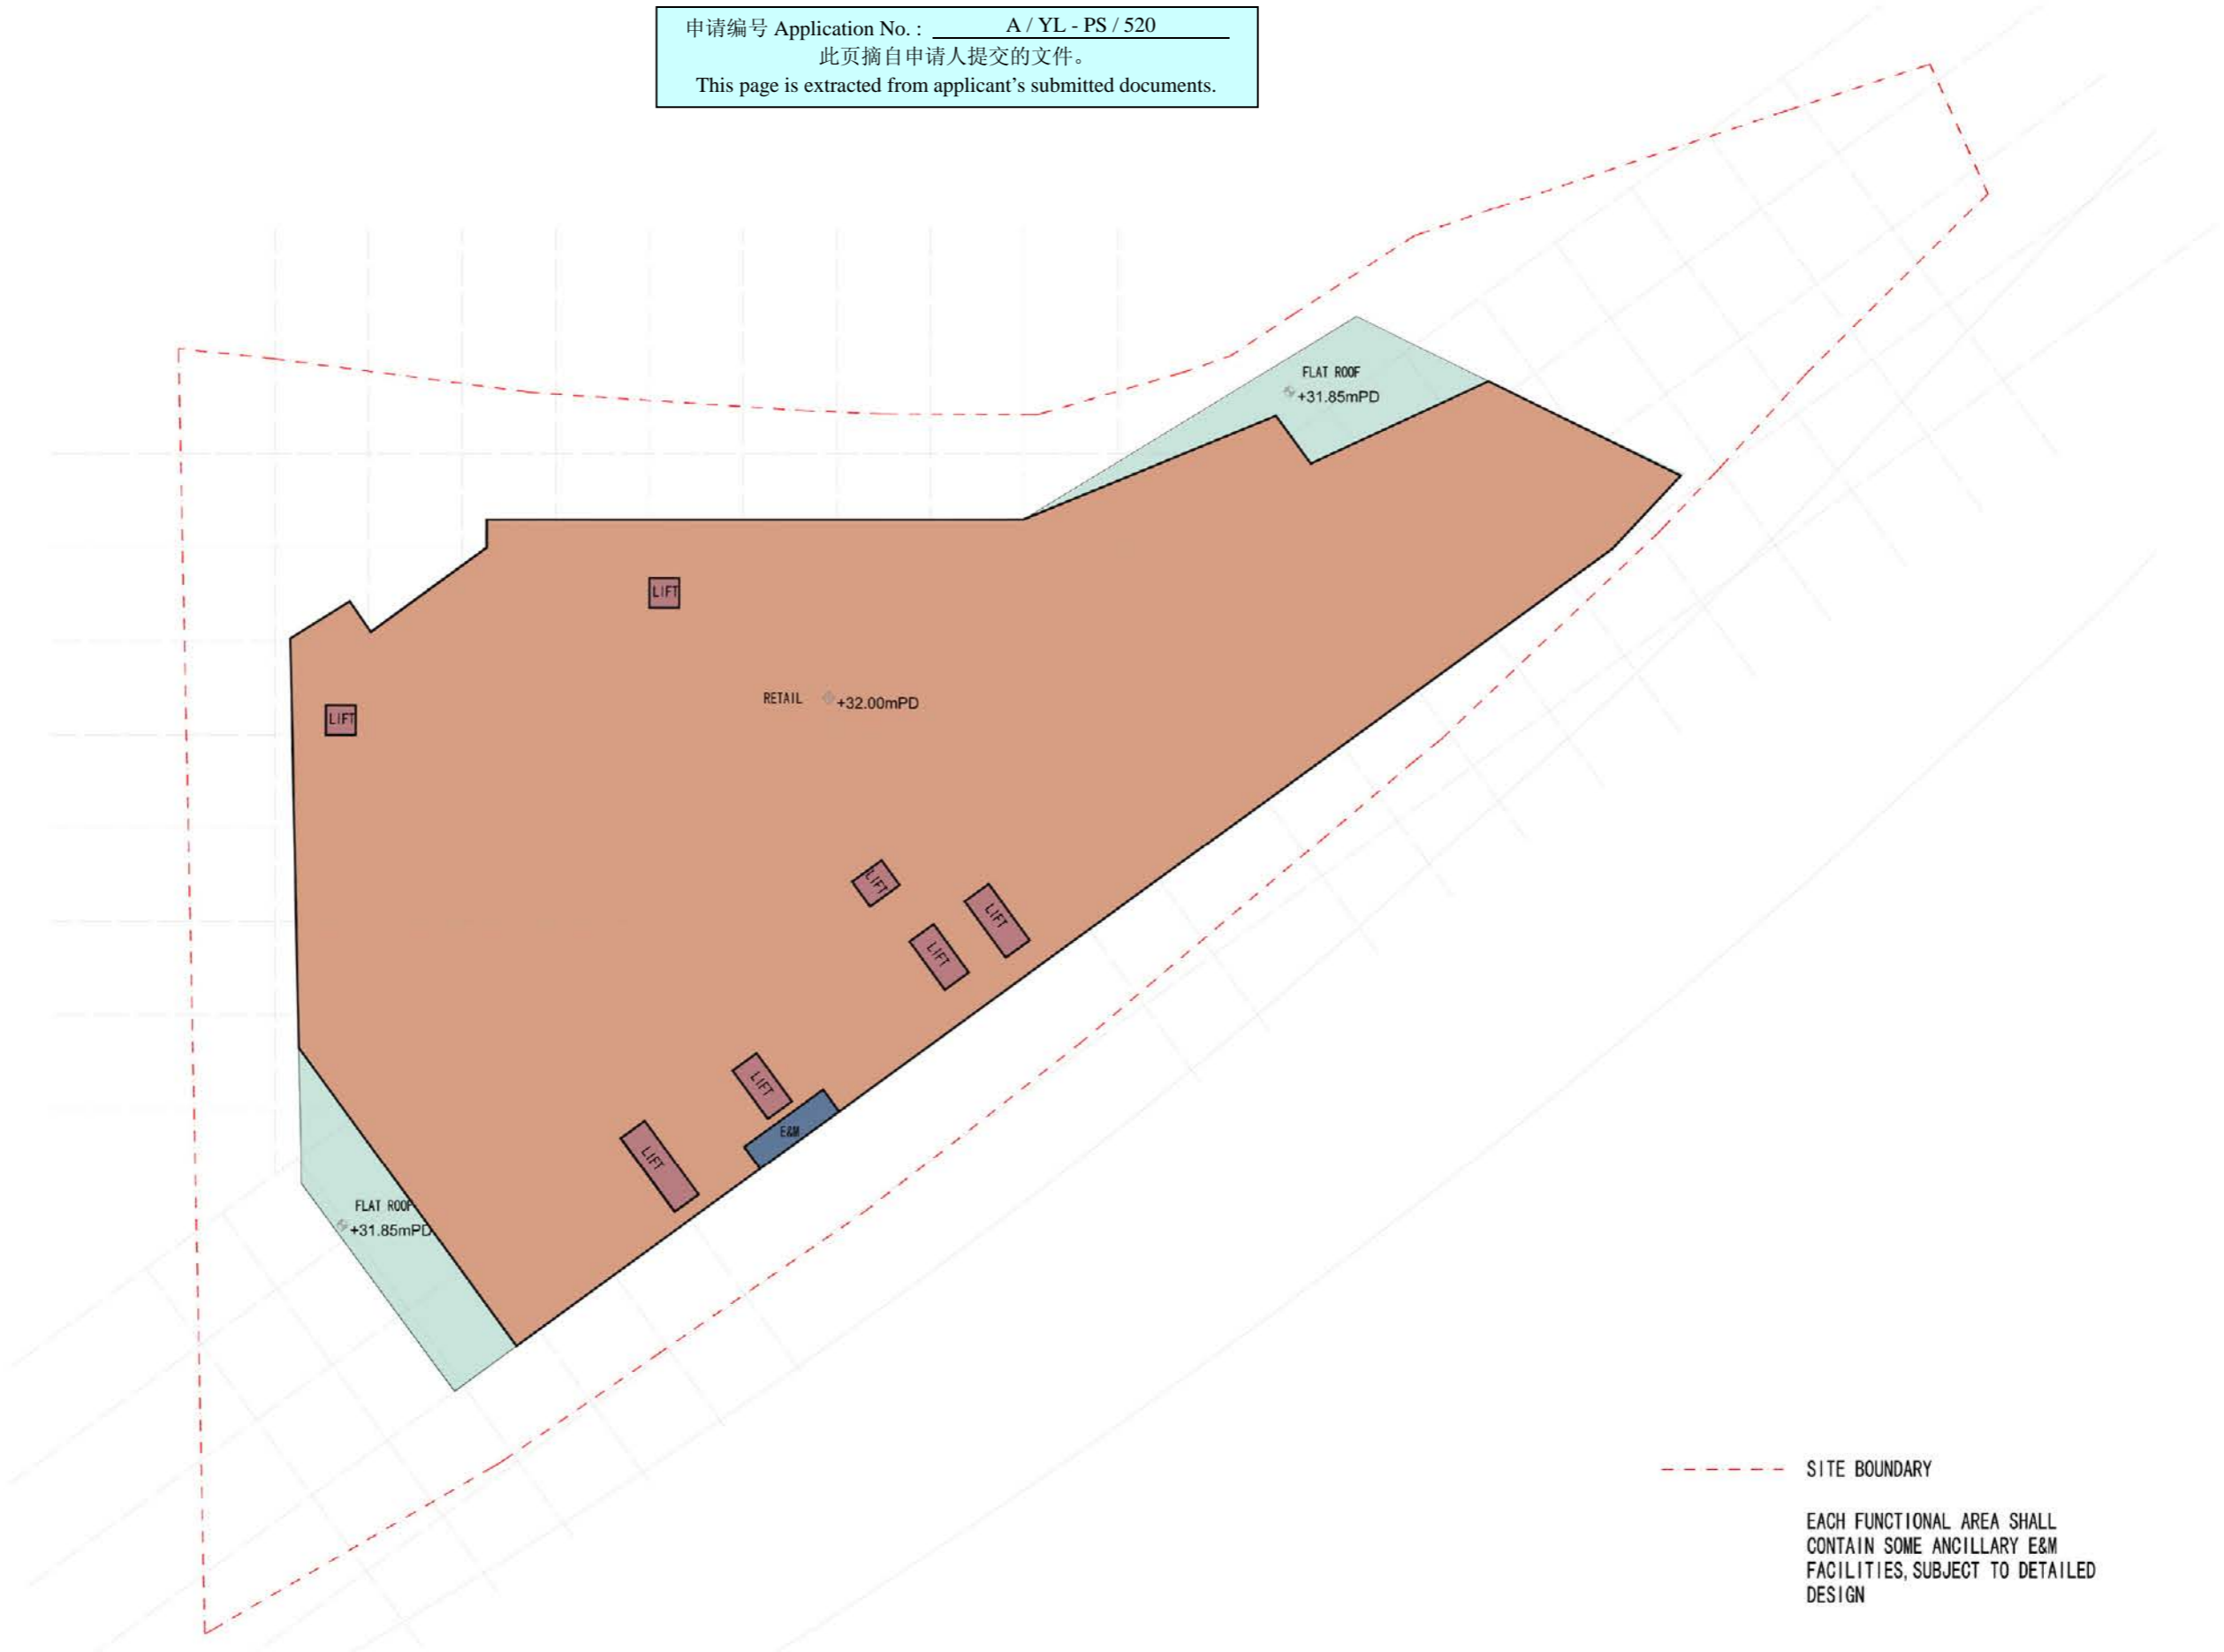 申请编号 Application No. : A / YL - PS / 520
此页摘自申请人提交的文件。
This page is extracted from applicant's submitted documents.
FLAT ROOF
+31.85mPD
LIFT
RETAIL +32.00mPD
LIFT
LIFT
LIFT
LIFT
LIFT
E&M
LIFT
FLAT ROOF
+31.85mPD
SITE BOUNDARY
EACH FUNCTIONAL AREA SHALL
CONTAIN SOME ANCILLARY E&M
FACILITIES, SUBJECT TO DETAILED
DESIGN